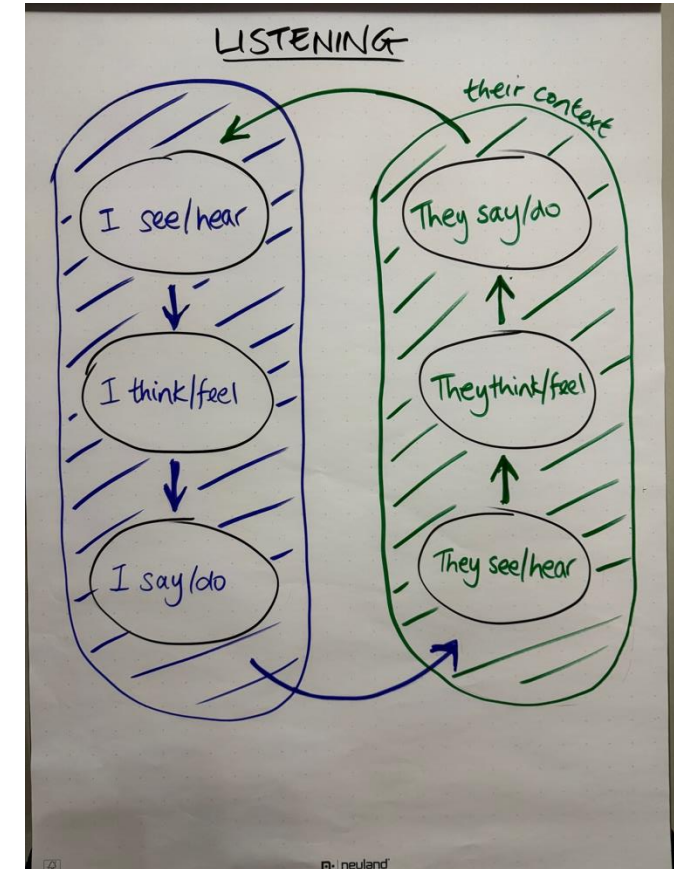 LISTENING
their context
I see/hear
They say/do
I think/feel
They think/feel
I say/do
They see/hear
neuland